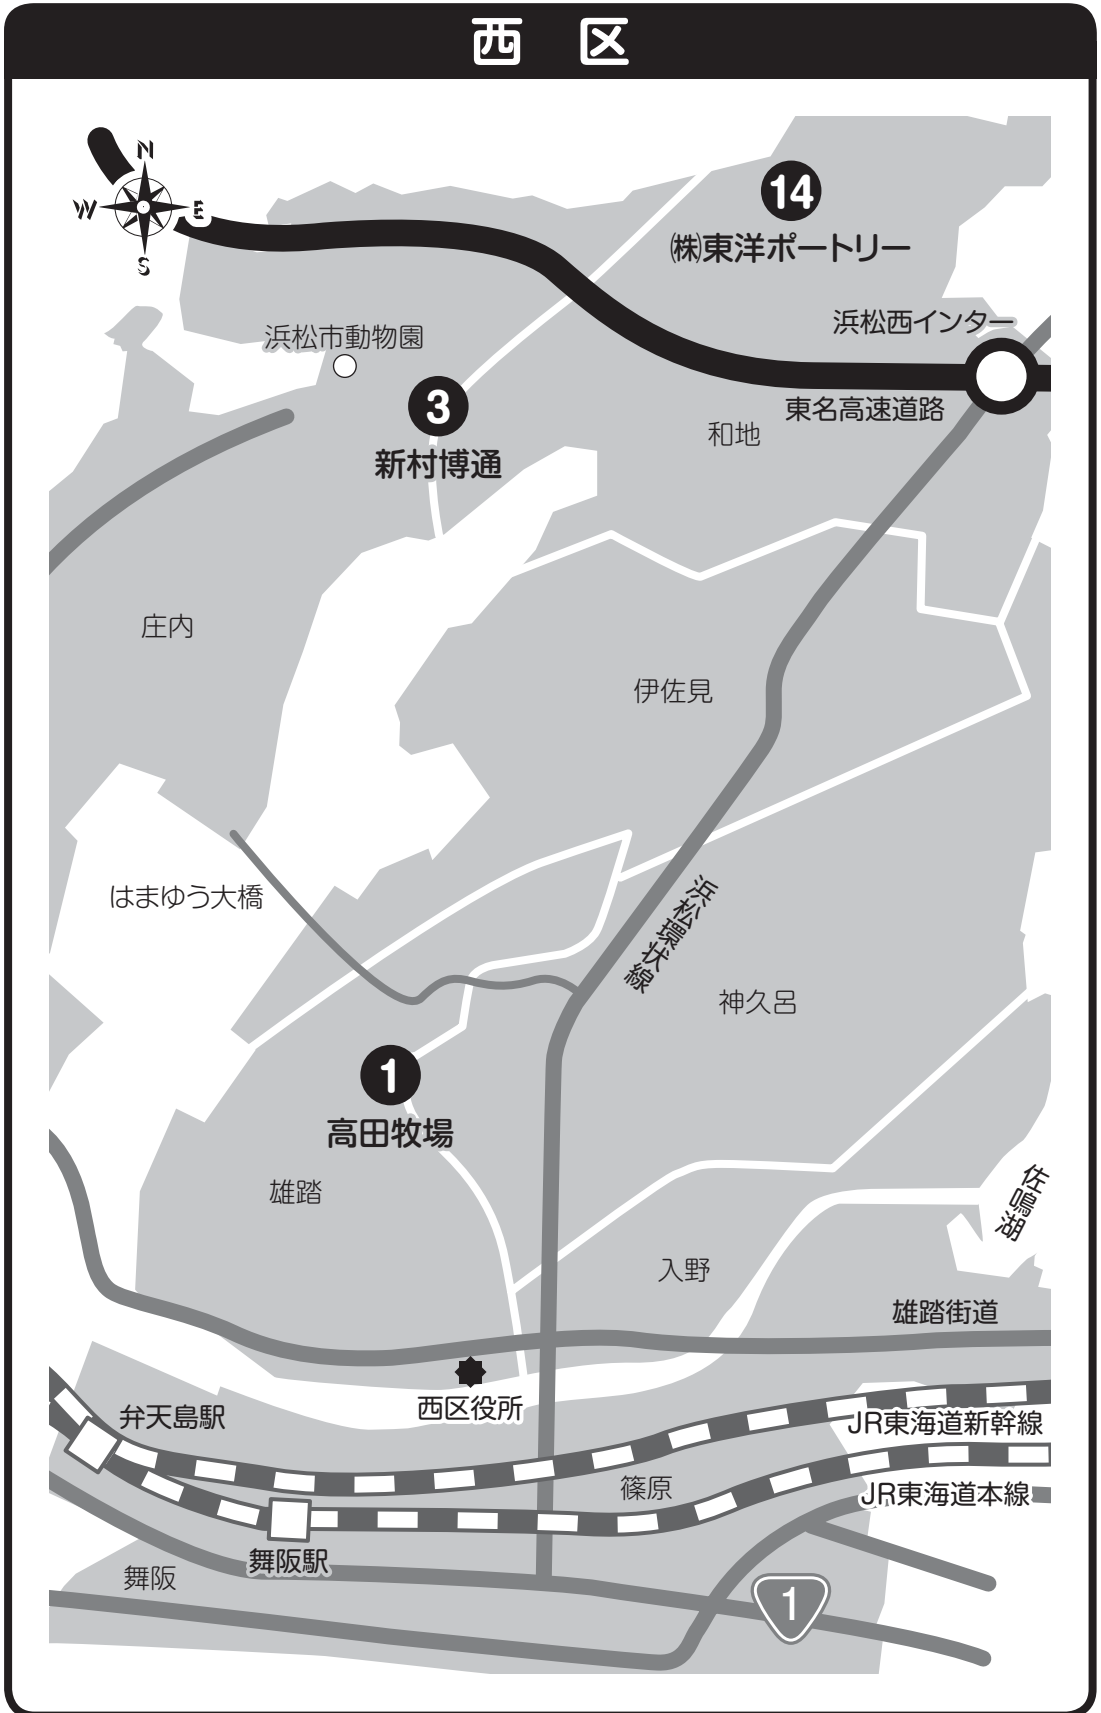 西 区
N
W E
S
14
㈱東洋ポートリー
浜松西インター
浜松市動物園
3
東名高速道路
和地
新村博通
庄内
伊佐見
はまゆう大橋
浜松環状線
神久呂
1
高田牧場
雄踏
佐鳴湖
入野
雄踏街道
西区役所
弁天島駅
JR東海道新幹線
篠原
JR東海道本線
舞阪駅
舞阪
1